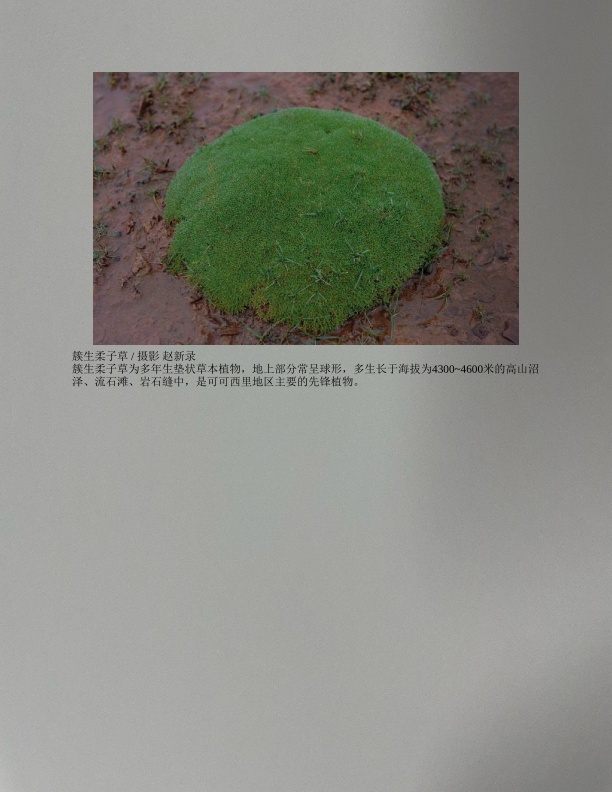 簇生柔子草 / 摄影 赵新录
簇生柔子草为多年生垫状草本植物，地上部分常呈球形，多生长于海拔为4300~4600米的高山沼
泽、流石滩、岩石缝中，是可可西里地区主要的先锋植物。